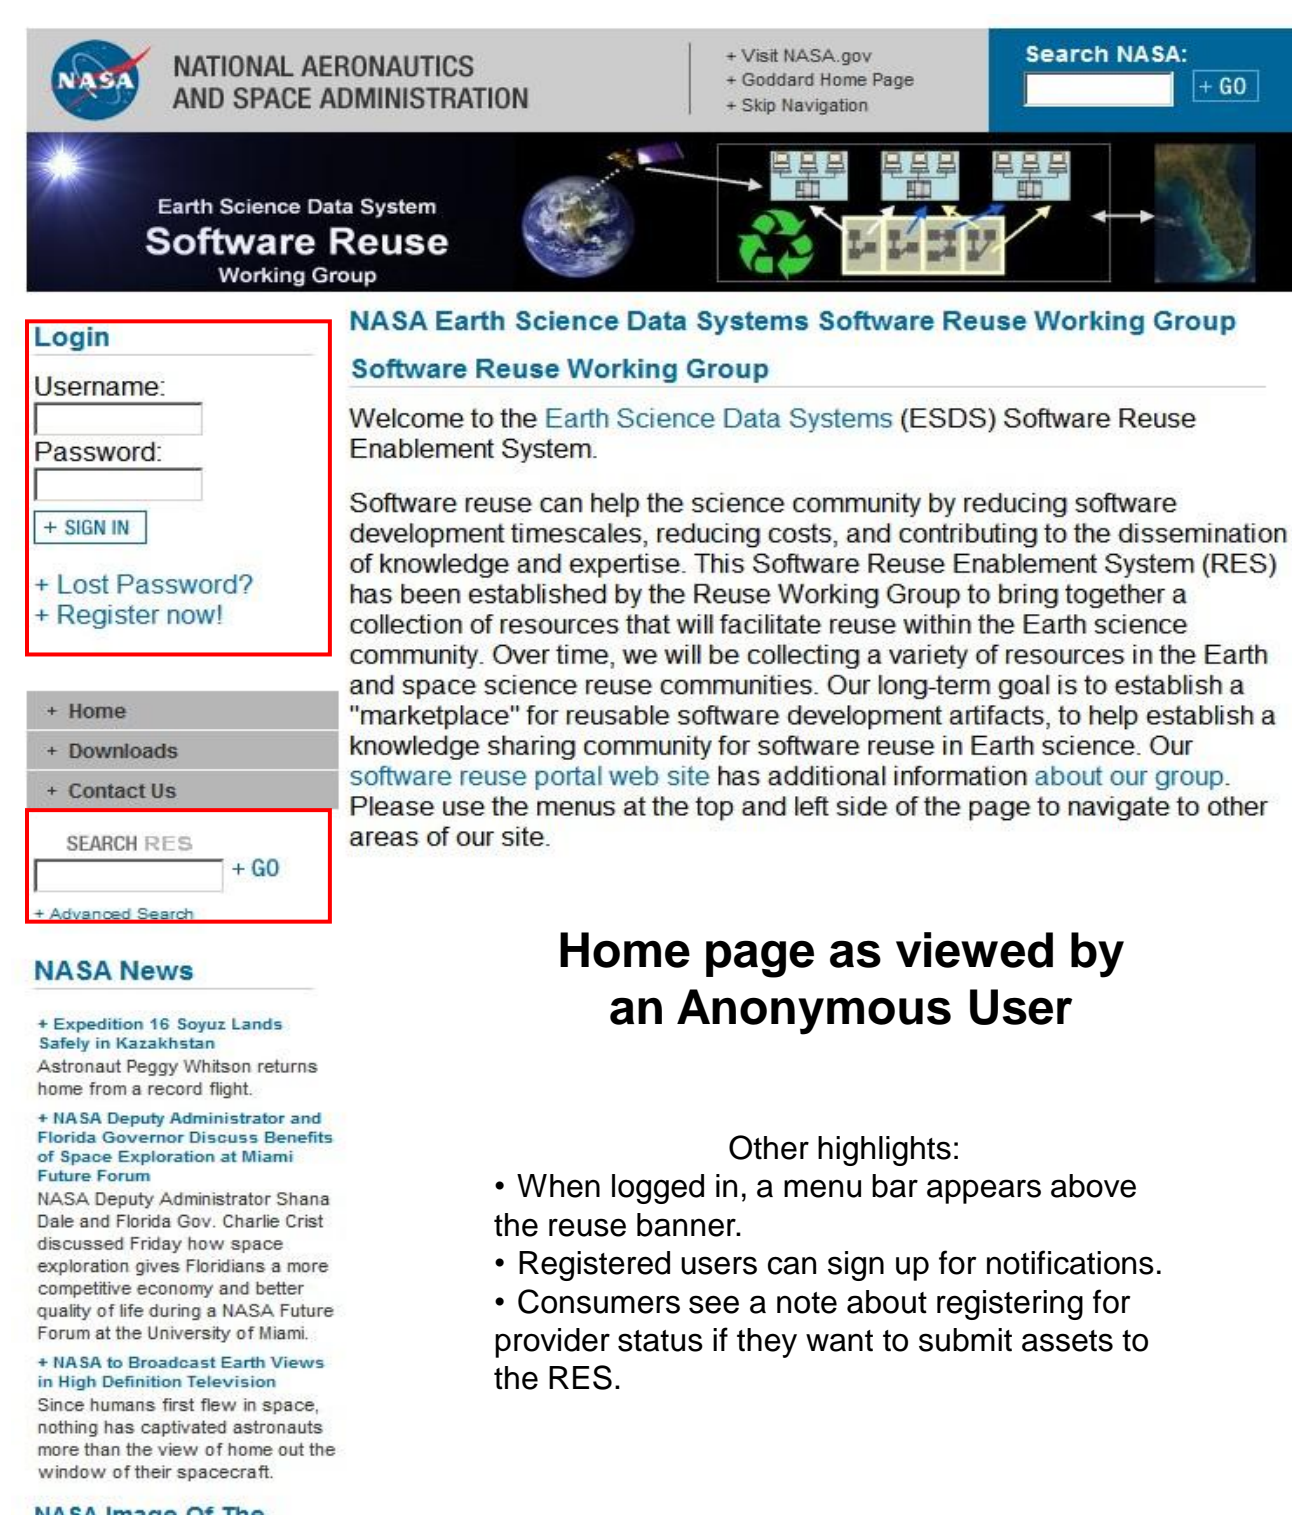 NASA
NATIONAL AERONAUTICS
AND SPACE ADMINISTRATION
+ Visit NASA.gov
+ Goddard Home Page
+ Skip Navigation
Search NASA:
+ GO
Earth Science Data System
Software Reuse
Working Group
Login
Username:
Password:
+ SIGN IN
+ Lost Password?
+ Register now!
+ Home
+ Downloads
+ Contact Us
SEARCH RES
+ GO
+ Advanced Search
NASA News
+ Expedition 16 Soyuz Lands
Safely in Kazakhstan
Astronaut Peggy Whitson returns
home from a record flight.
+ NASA Deputy Administrator and
Florida Governor Discuss Benefits
of Space Exploration at Miami
Future Forum
NASA Deputy Administrator Shana
Dale and Florida Gov. Charlie Crist
discussed Friday how space
exploration gives Floridians a more
competitive economy and better
quality of life during a NASA Future
Forum at the University of Miami.
+ NASA to Broadcast Earth Views
in High Definition Television
Since humans first flew in space,
nothing has captivated astronauts
more than the view of home out the
window of their spacecraft.
NASA Image Of The
NASA Earth Science Data Systems Software Reuse Working Group
Software Reuse Working Group
Welcome to the Earth Science Data Systems (ESDS) Software Reuse
Enablement System.
Software reuse can help the science community by reducing software
development timescales, reducing costs, and contributing to the dissemination
of knowledge and expertise. This Software Reuse Enablement System (RES)
has been established by the Reuse Working Group to bring together a
collection of resources that will facilitate reuse within the Earth science
community. Over time, we will be collecting a variety of resources in the Earth
and space science reuse communities. Our long-term goal is to establish a
"marketplace" for reusable software development artifacts, to help establish a
knowledge sharing community for software reuse in Earth science. Our
software reuse portal web site has additional information about our group.
Please use the menus at the top and left side of the page to navigate to other
areas of our site.
Home page as viewed by
an Anonymous User
Other highlights:
• When logged in, a menu bar appears above
the reuse banner.
• Registered users can sign up for notifications.
• Consumers see a note about registering for
provider status if they want to submit assets to
the RES.